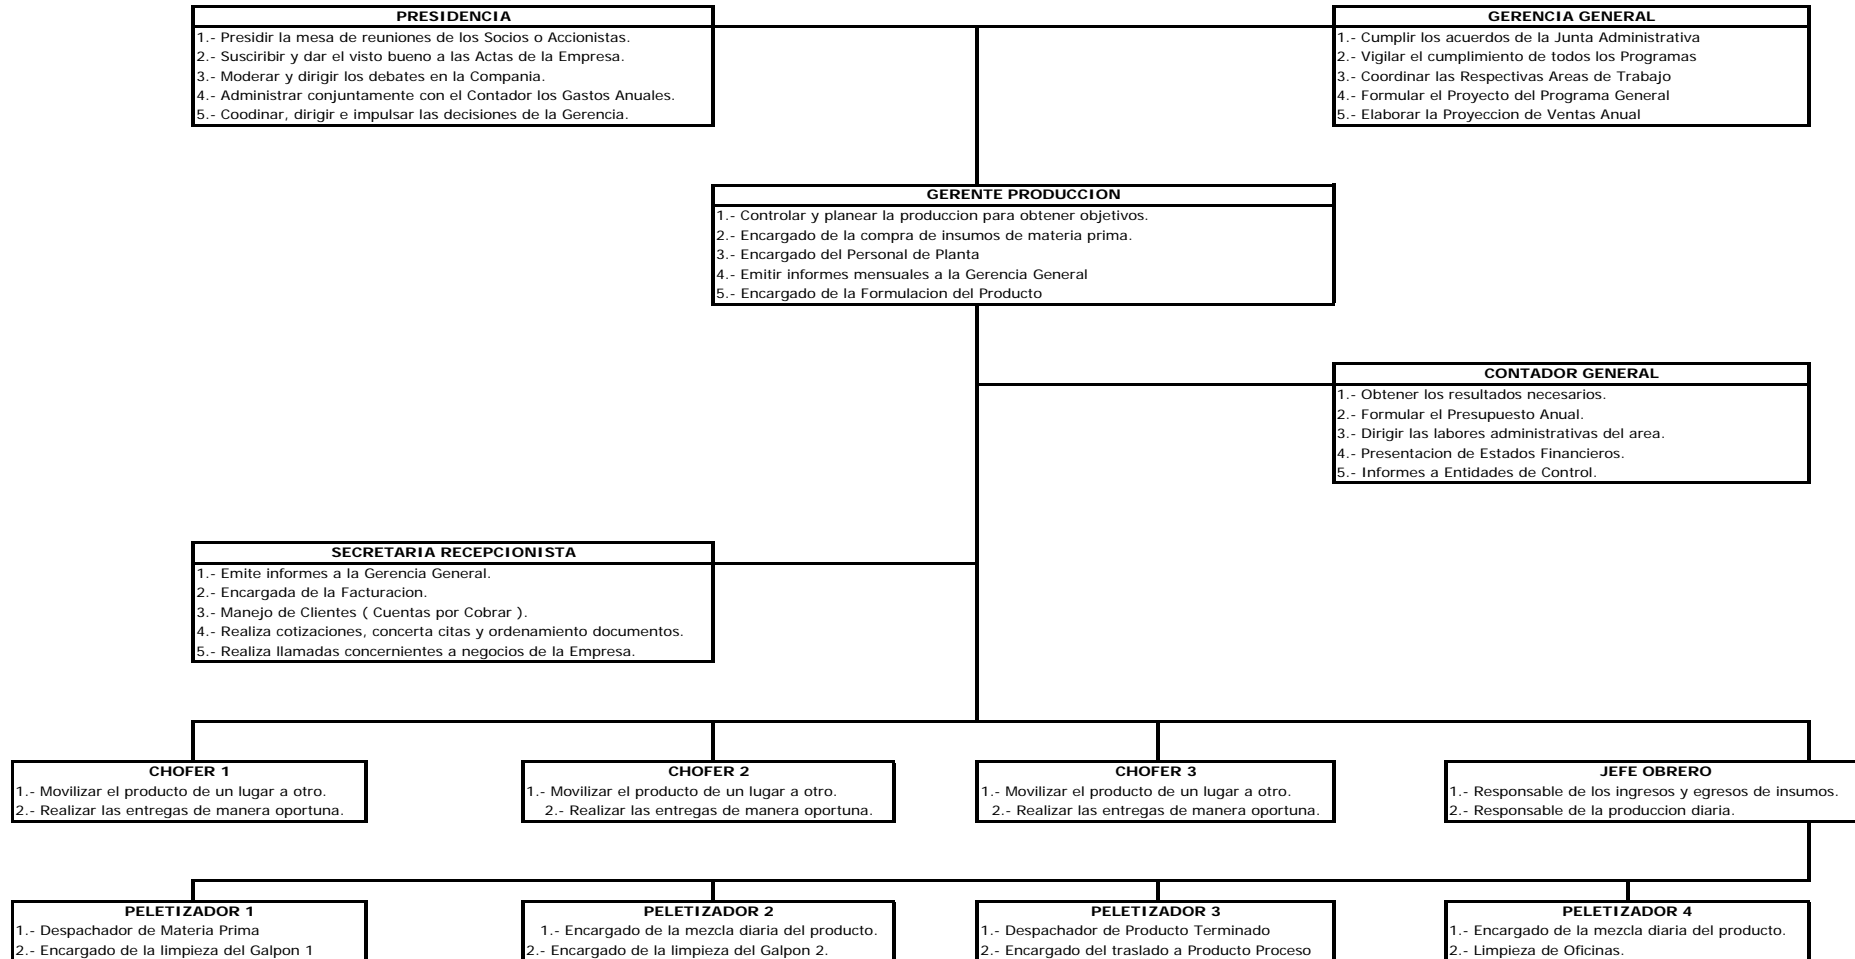 PRESIDENCIA
1.- Presidir la mesa de reuniones de los Socios o Accionistas.
2.- Susciribir y dar el visto bueno a las Actas de la Empresa.
3.- Moderar y dirigir los debates en la Compania.
4.- Administrar conjuntamente con el Contador los Gastos Anuales.
5.- Coodinar, dirigir e impulsar las decisiones de la Gerencia.
GERENCIA GENERAL
1.- Cumplir los acuerdos de la Junta Administrativa
2.- Vigilar el cumplimiento de todos los Programas
3.- Coordinar las Respectivas Areas de Trabajo
4.- Formular el Proyecto del Programa General
5.- Elaborar la Proyeccion de Ventas Anual
GERENTE PRODUCCION
1.- Controlar y planear la produccion para obtener objetivos.
2.- Encargado de la compra de insumos de materia prima.
3.- Encargado del Personal de Planta
4.- Emitir informes mensuales a la Gerencia General
5.- Encargado de la Formulacion del Producto
CONTADOR GENERAL
1.- Obtener los resultados necesarios.
2.- Formular el Presupuesto Anual.
3.- Dirigir las labores administrativas del area.
4.- Presentacion de Estados Financieros.
5.- Informes a Entidades de Control.
SECRETARIA RECEPCIONISTA
1.- Emite informes a la Gerencia General.
2.- Encargada de la Facturacion.
3.- Manejo de Clientes ( Cuentas por Cobrar ).
4.- Realiza cotizaciones, concerta citas y ordenamiento documentos.
5.- Realiza llamadas concernientes a negocios de la Empresa.
CHOFER 1
1.- Movilizar el producto de un lugar a otro.
2.- Realizar las entregas de manera oportuna.
CHOFER 2
1.- Movilizar el producto de un lugar a otro.
2.- Realizar las entregas de manera oportuna.
CHOFER 3
1.- Movilizar el producto de un lugar a otro.
2.- Realizar las entregas de manera oportuna.
JEFE OBRERO
1.- Responsable de los ingresos y egresos de insumos.
2.- Responsable de la produccion diaria.
PELETIZADOR 1
1.- Despachador de Materia Prima
2.- Encargado de la limpieza del Galpon 1
PELETIZADOR 2
1.- Encargado de la mezcla diaria del producto.
2.- Encargado de la limpieza del Galpon 2.
PELETIZADOR 3
1.- Despachador de Producto Terminado
2.- Encargado del traslado a Producto Proceso
PELETIZADOR 4
1.- Encargado de la mezcla diaria del producto.
2.- Limpieza de Oficinas.